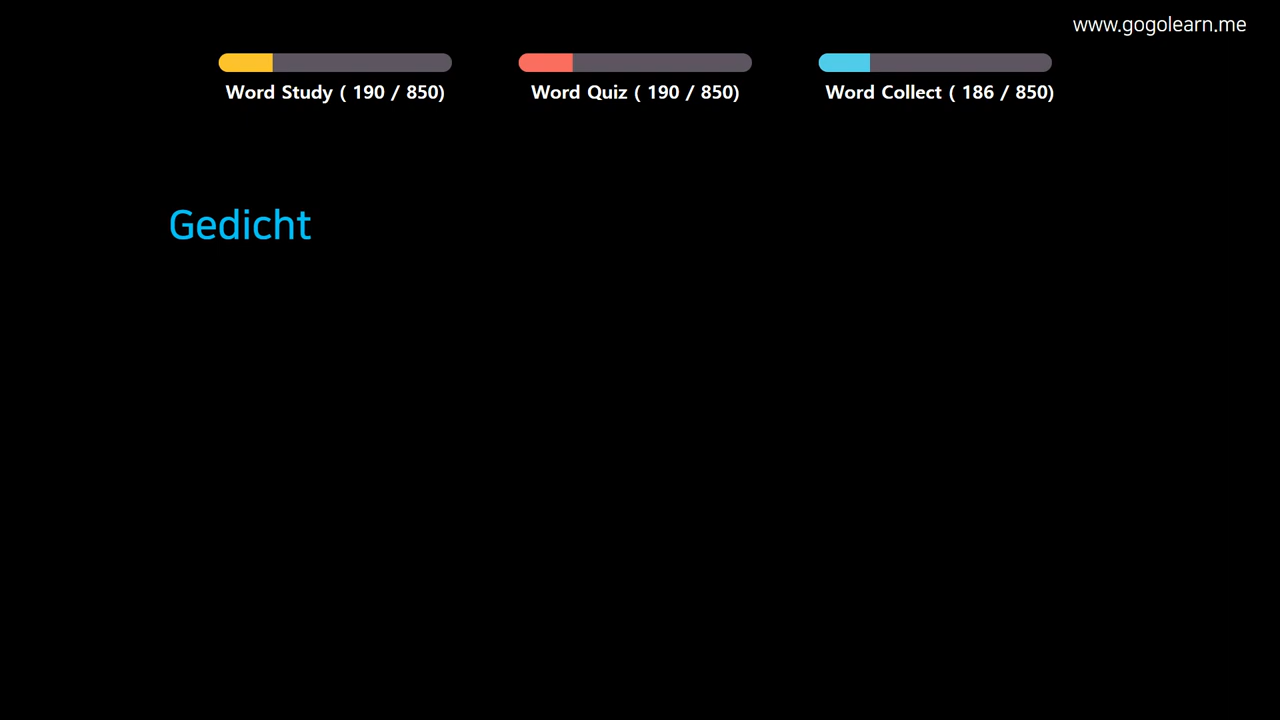 www.gogolearn.me
Word Study ( 190 / 850)
Word Quiz ( 190 / 850)
Word Collect ( 186 / 850)
Gedicht